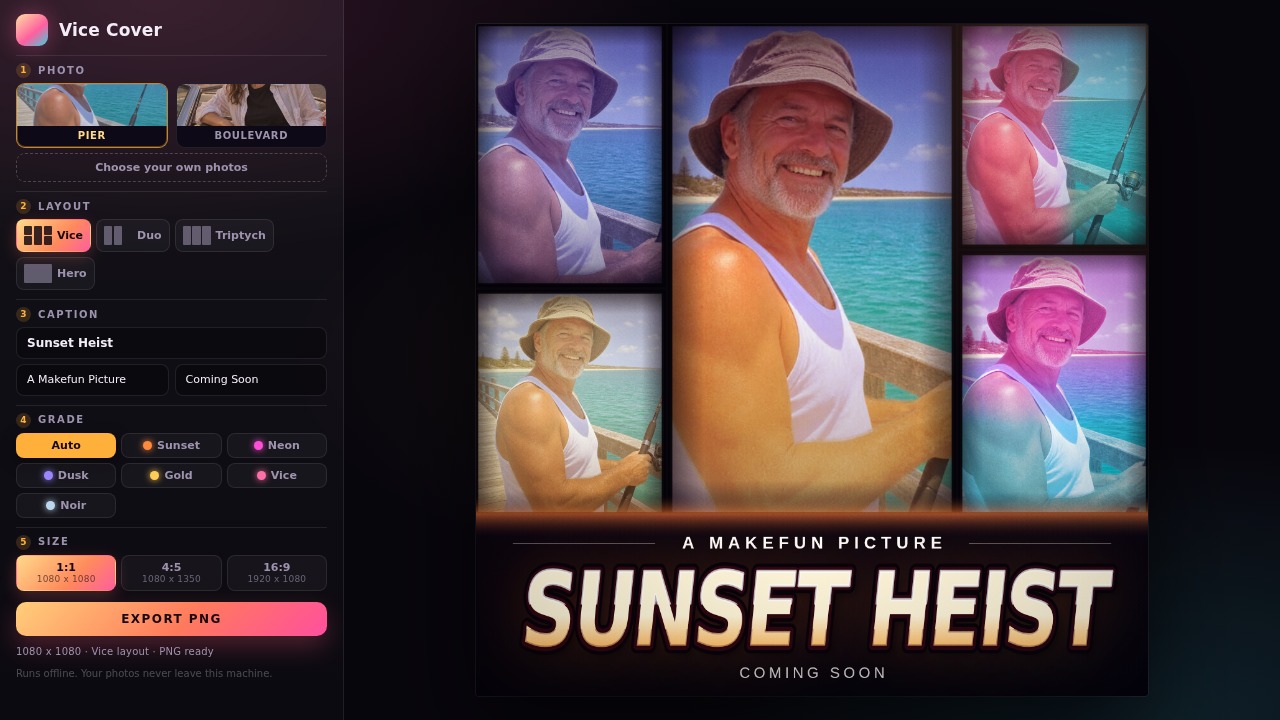 Vice Cover
1 PHOTO
PIER
BOULEVARD
Choose your own photos
2 LAYOUT
Vice
Duo
Triptych
Hero
3 CAPTION
Sunset Heist
A Makefun Picture
Coming Soon
4 GRADE
Auto
Sunset
Neon
Dusk
Gold
Vice
Noir
5 SIZE
1:1
1080 x 1080
4:5
1080 x 1350
16:9
1920 x 1080
EXPORT PNG
1080 x 1080 · Vice layout · PNG ready
Runs offline. Your photos never leave this machine.
A MAKEFUN PICTURE
SUNSET HEIST
COMING SOON